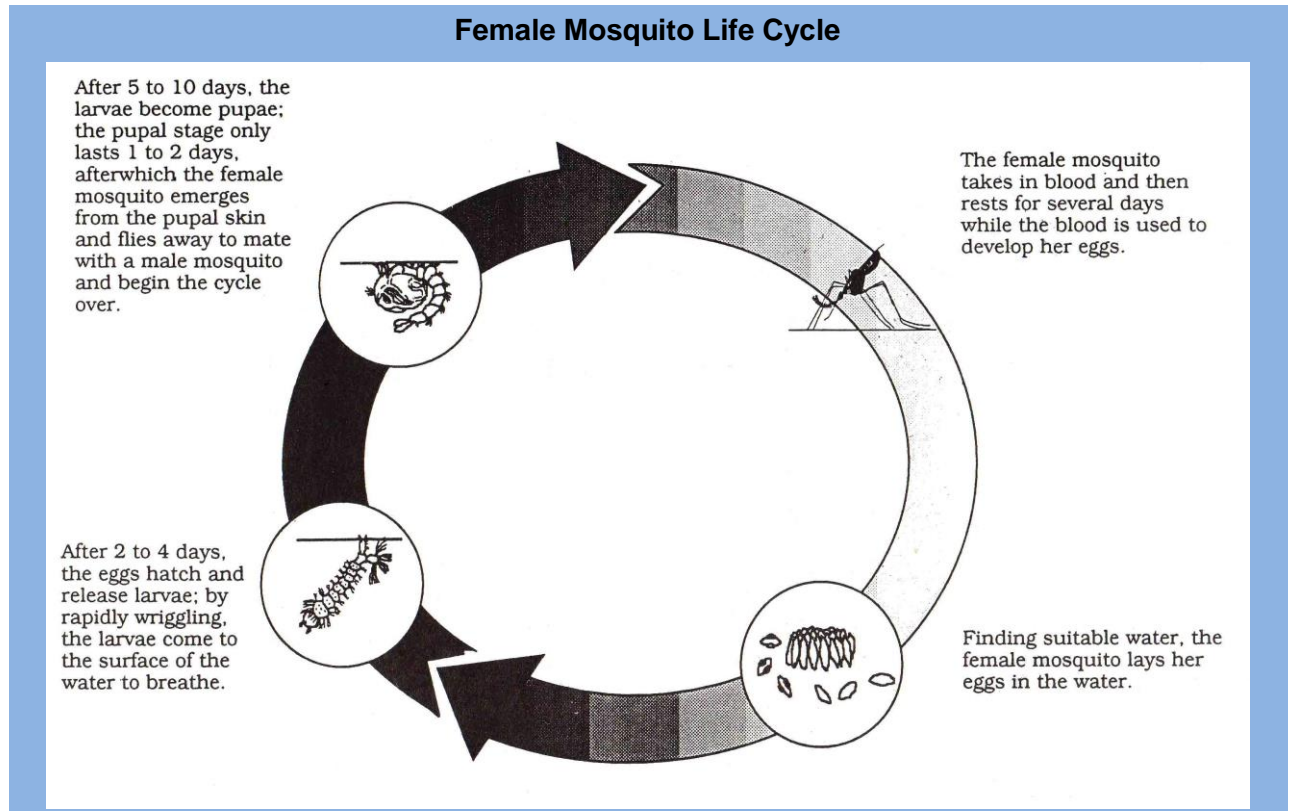 Female Mosquito Life Cycle
After 5 to 10 days, the
larvae become pupae;
the pupal stage only
lasts 1 to 2 days,
afterwhich the female
mosquito emerges
from the pupal skin
and flies away to mate
with a male mosquito
and begin the cycle
over.
The female mosquito
takes in blood and then
rests for several days
while the blood is used to
develop her eggs.
After 2 to 4 days,
the eggs hatch and
release larvae; by
rapidly wriggling,
the larvae come to
the surface of the
water to breathe.
Finding suitable water, the
female mosquito lays her
eggs in the water.